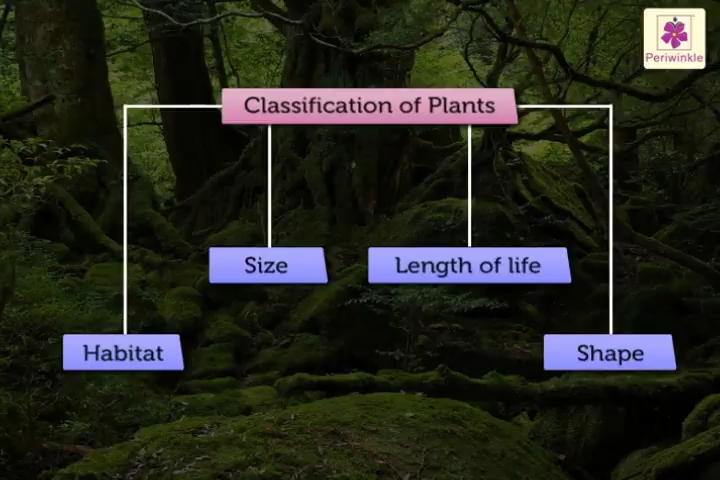 Periwinkle
Classification of Plants
Size
Length of life
Habitat
Shape